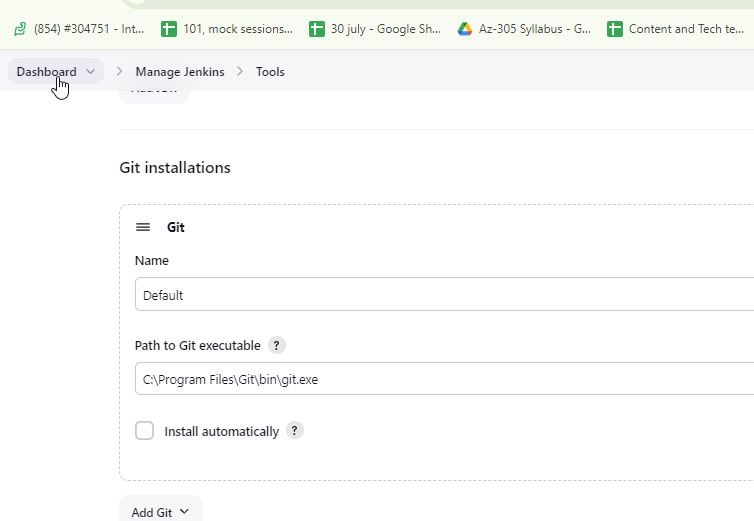 (854) #304751 - Int...
101, mock sessions...
30 july - Google Sh...
Az-305 Syllabus - G...
Content and Tech te...
Dashboard
Manage Jenkins
Tools
Git installations
Git
Name
Default
Path to Git executable ?
C:\Program Files\Git\bin\git.exe
Install automatically ?
Add Git